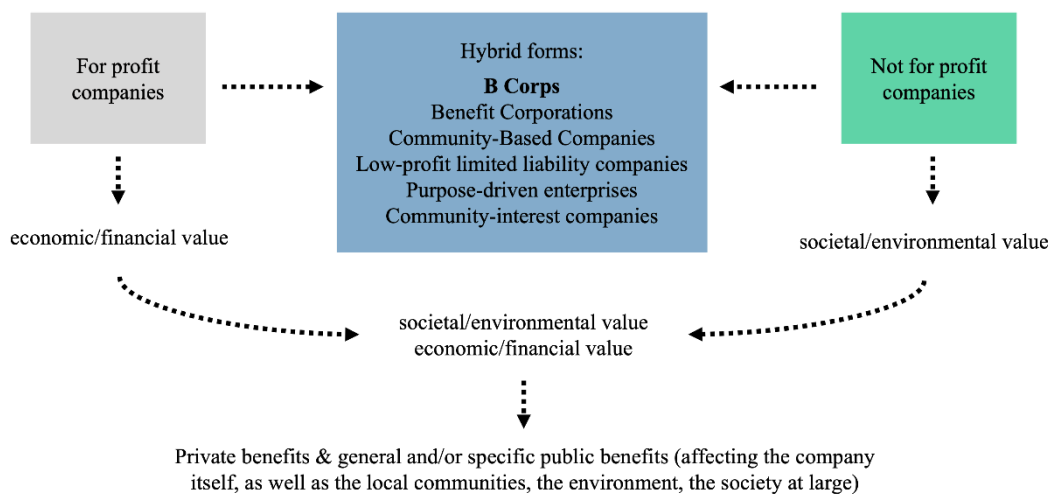 For profit
companies
Hybrid forms:
B Corps
Benefit Corporations
Community-Based Companies
Low-profit limited liability companies
Purpose-driven enterprises
Community-interest companies
Not for profit
companies
economic/financial value
societal/environmental value
societal/environmental value
economic/financial value
Private benefits & general and/or specific public benefits (affecting the company
itself, as well as the local communities, the environment, the society at large)